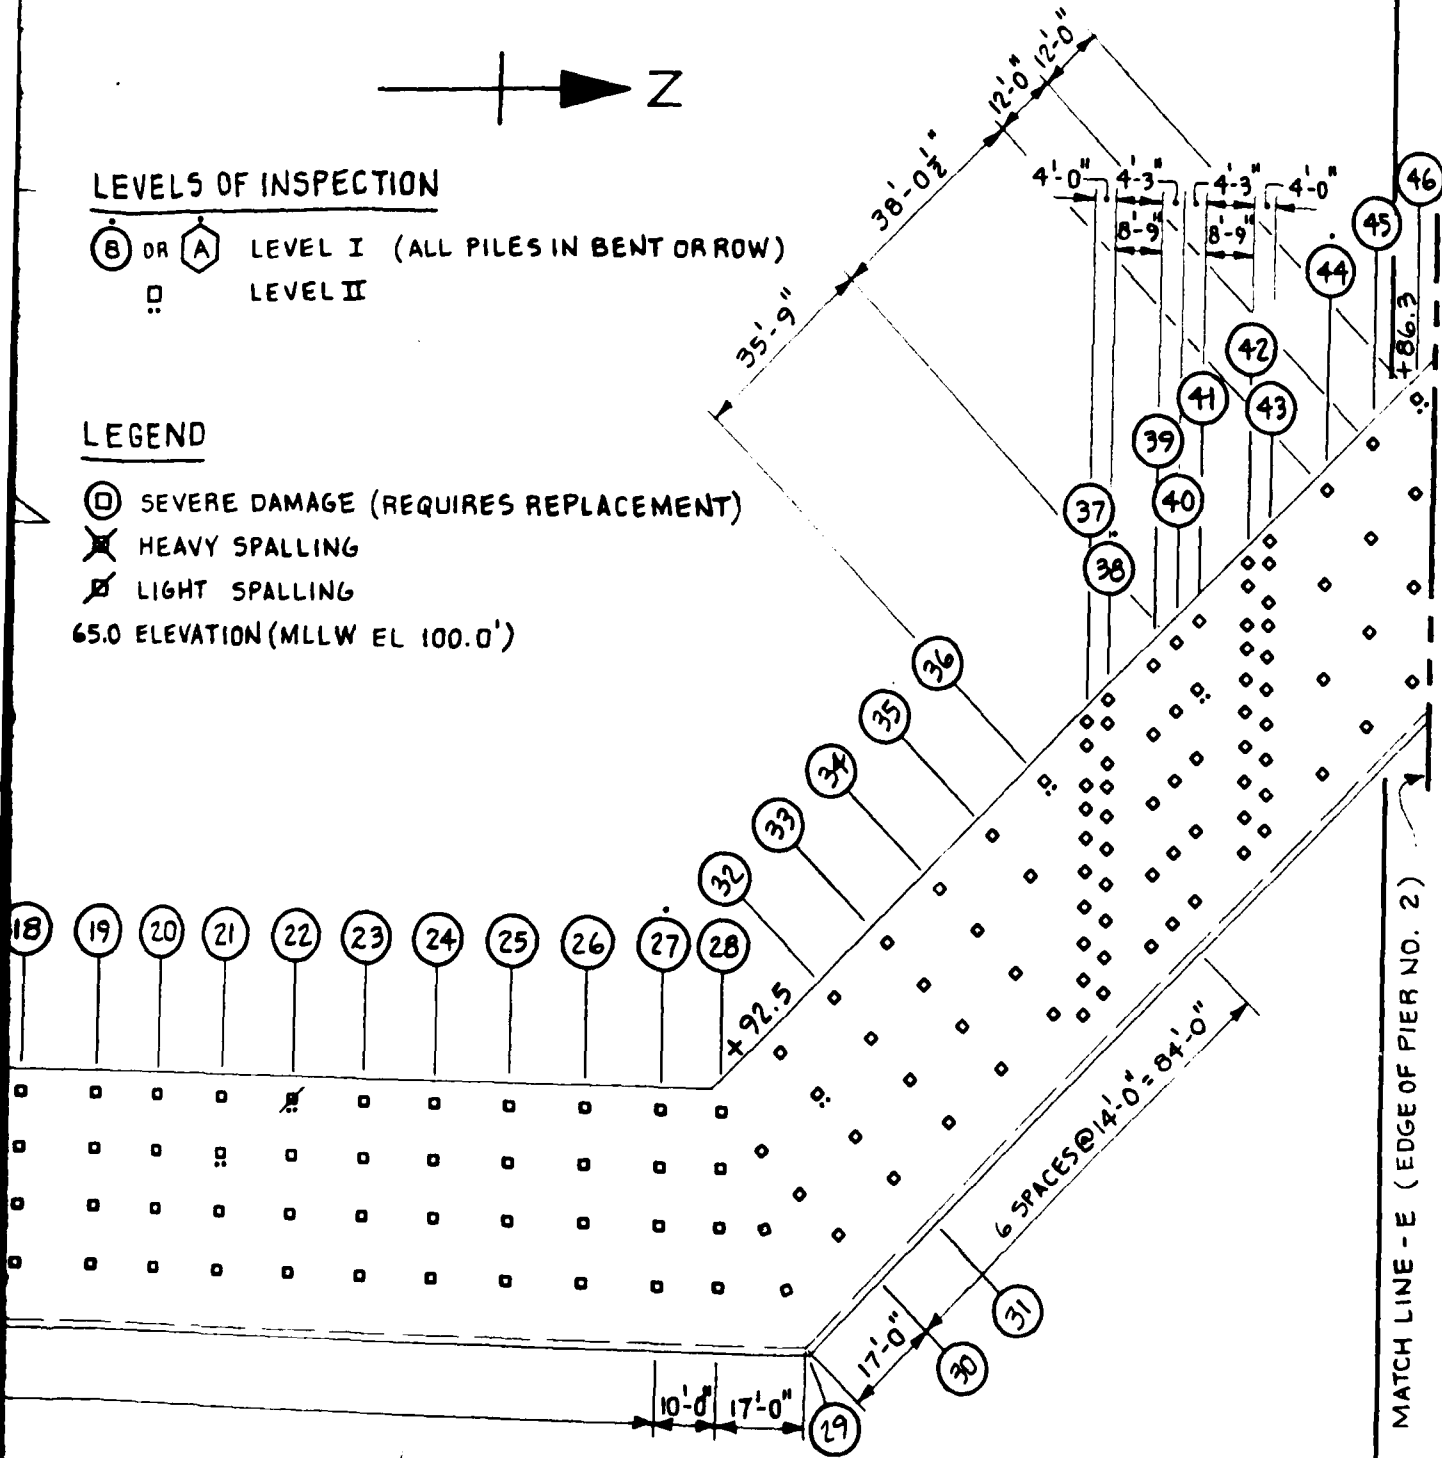 Z
LEVELS OF INSPECTION
B OR A LEVEL I (ALL PILES IN BENT OR ROW)
LEVEL II
LEGEND
SEVERE DAMAGE (REQUIRES REPLACEMENT)
HEAVY SPALLING
LIGHT SPALLING
65.0 ELEVATION (MLLW EL 100.0')
35'-9"
38'-0½"
12'-0"
12'-0"
4'-0" 4'-3" 4'-3" 4'-0"
8'-9" 8'-9"
46
45
44
+86.3
42
41 43
39
40
37
38
36
35
34
33
32
18 19 20 21 22 23 24 25 26 27 28
+92.5
6 SPACES @ 14'-0" = 84'-0"
17'-0"
31
30
10'-0" 17'-0"
29
MATCH LINE - E (EDGE OF PIER NO. 2)